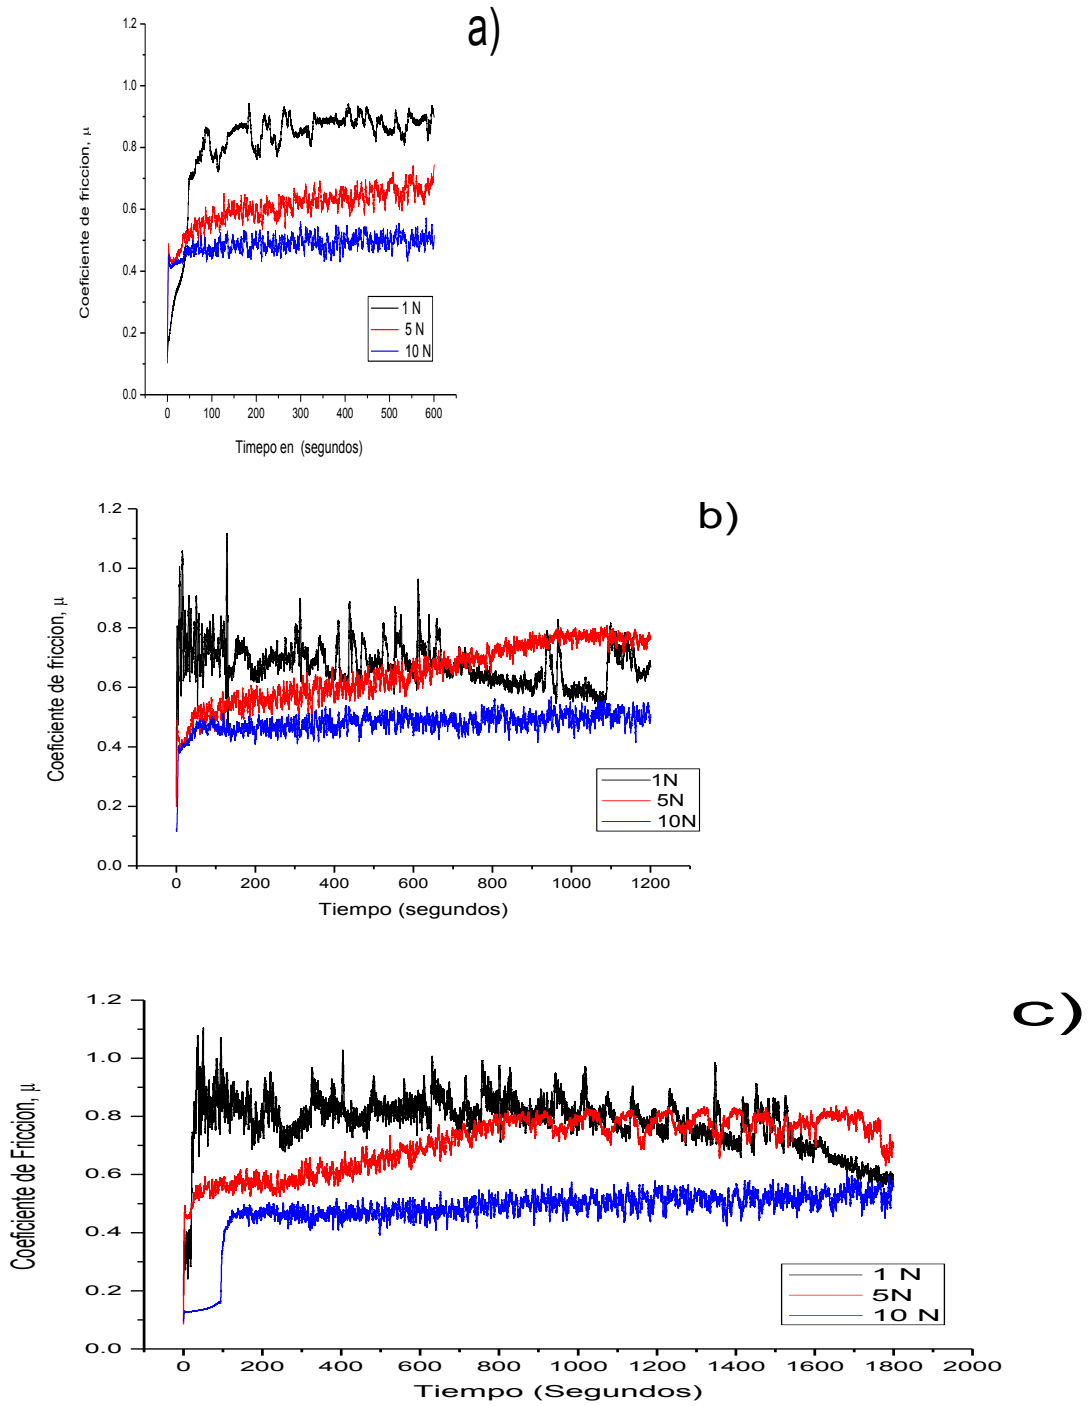 a)
1.2
1.0
0.8
0.6
0.4
0.2
0.0
Coeficiente de friccion, μ
1 N
5 N
10 N
0 100 200 300 400 500 600
Timepo en (segundos)
b)
1.2
1.0
0.8
0.6
0.4
0.2
0.0
Coeficiente de friccion, μ
1N
5N
10N
0 200 400 600 800 1000 1200
Tiempo (segundos)
c)
1.2
1.0
0.8
0.6
0.4
0.2
0.0
Coeficiente de Friccion, μ
1 N
5N
10 N
0 200 400 600 800 1000 1200 1400 1600 1800 2000
Tiempo (Segundos)